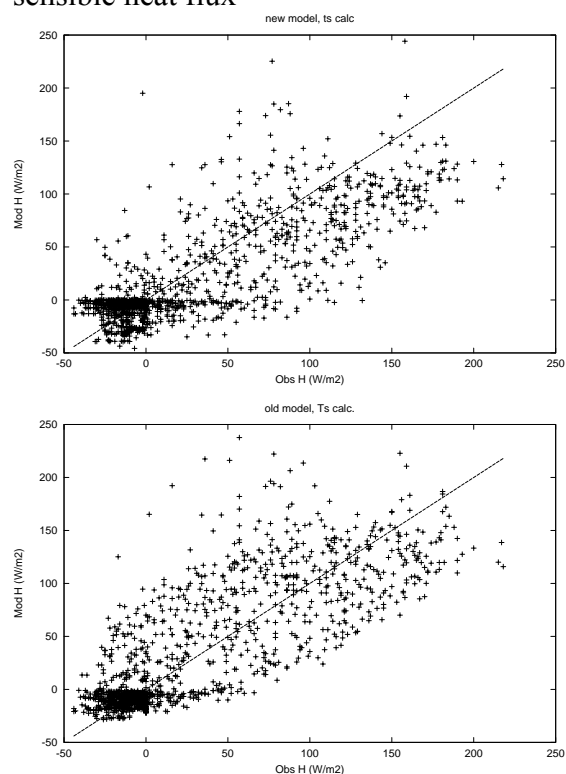 sensible heat flux
new model, ts calc
250
200
150
100
50
0
-50
Mod H (W/m2)
-50 0 50 100 150 200 250
Obs H (W/m2)
old model, Ts calc.
250
200
150
100
50
0
-50
Mod H (W/m2)
-50 0 50 100 150 200 250
Obs H (W/m2)